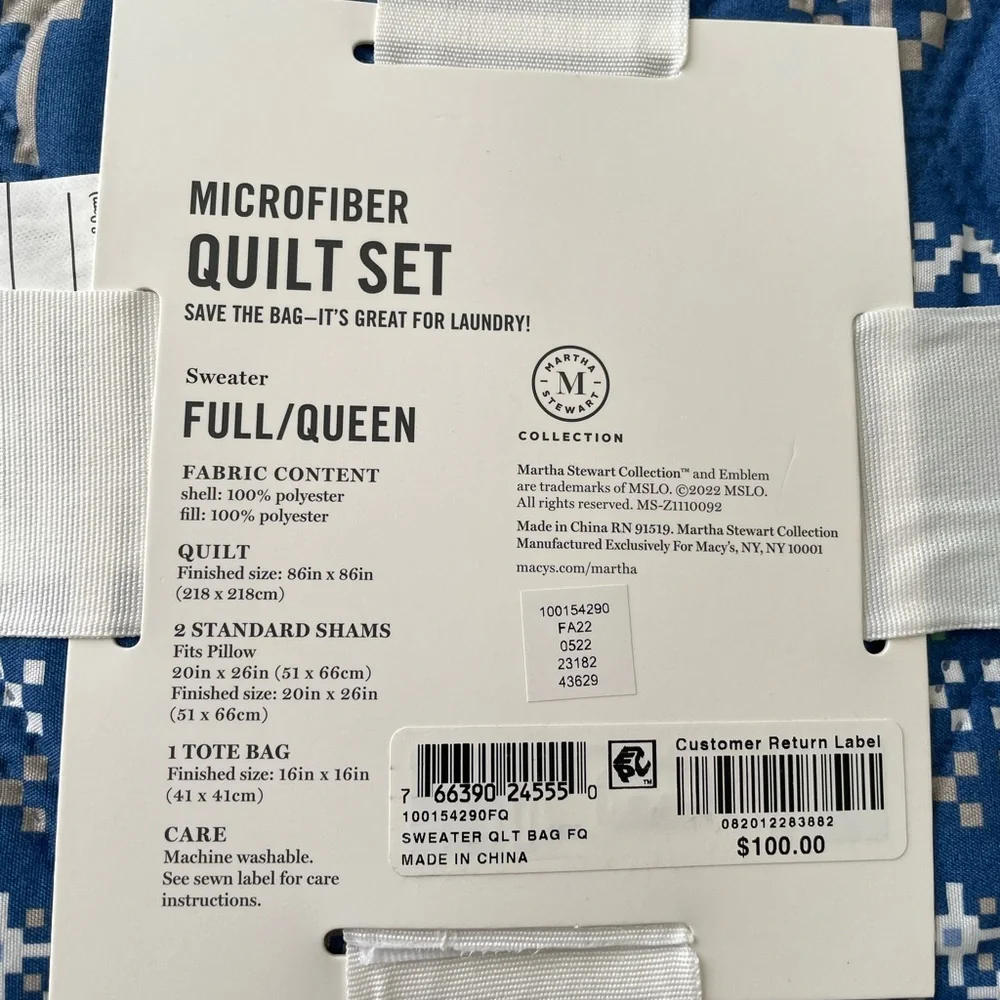 MICROFIBER
QUILT SET
SAVE THE BAG—IT'S GREAT FOR LAUNDRY!
Sweater
FULL/QUEEN
FABRIC CONTENT
shell: 100% polyester
fill: 100% polyester
QUILT
Finished size: 86in x 86in
(218 x 218cm)
2 STANDARD SHAMS
Fits Pillow
20in x 26in (51 x 66cm)
Finished size: 20in x 26in
(51 x 66cm)
1 TOTE BAG
Finished size: 16in x 16in
(41 x 41cm)
CARE
Machine washable.
See sewn label for care
instructions.
MARTHA
M
STEWART
COLLECTION
Martha Stewart Collection™ and Emblem
are trademarks of MSLO. ©2022 MSLO.
All rights reserved. MS-Z1110092
Made in China RN 91519. Martha Stewart Collection
Manufactured Exclusively For Macy's, NY, NY 10001
macys.com/martha
100154290
FA22
0522
23182
43629
7 66390 24555 0
100154290FQ
SWEATER QLT BAG FQ
MADE IN CHINA
EPC™
Customer Return Label
082012283882
$100.00